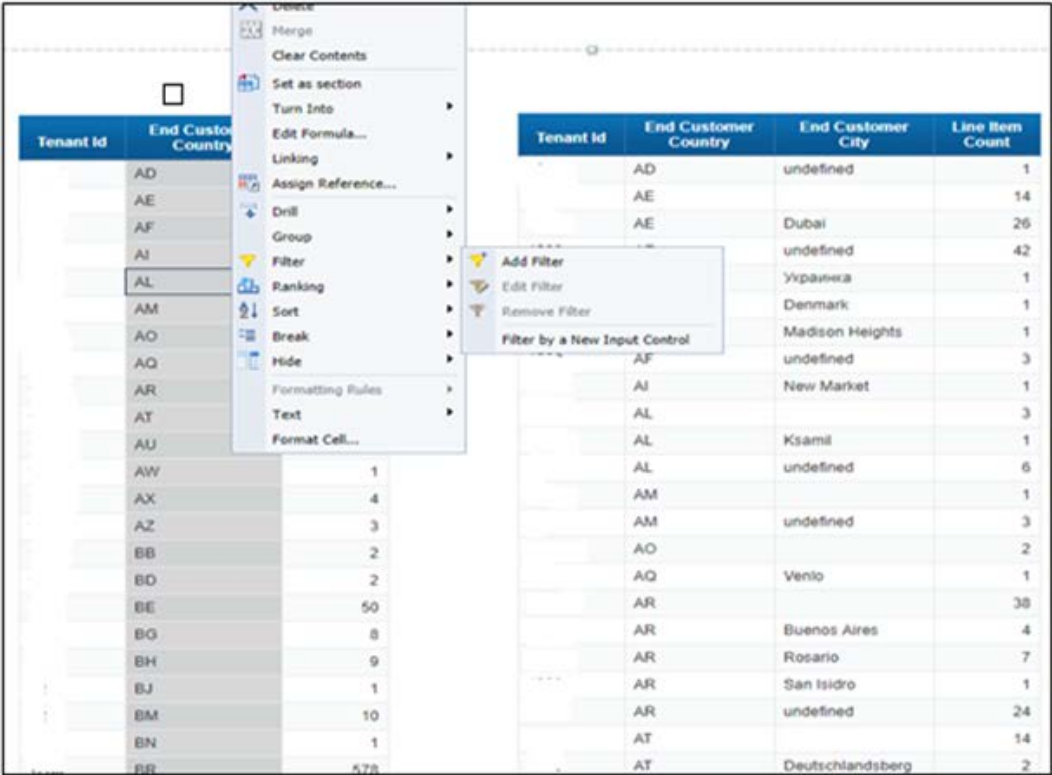 Delete
Merge
Clear Contents
Set as section
Turn Into
Edit Formula...
Linking
Assign Reference...
Drill
Group
Filter
Ranking
Sort
Break
Hide
Formatting Rules
Text
Format Cell...
Add Filter
Edit Filter
Remove Filter
Filter by a New Input Control
Tenant Id End
Country
AD
AE
AF
AI
AL
AM
AO
AQ
AR
AT
AU
AW 1
AX 4
AZ 3
BB 2
BD 2
BE 50
BG 8
BH 9
BJ 1
BM 10
BN 1
BR 578
Tenant Id End Customer Country End Customer City Line Item Count
AD undefined 1
AE 14
AE Dubai 26
undefined 42
Украинка 1
Denmark 1
Madison Heights 1
AF undefined 3
AI New Market 1
AL 3
AL Ksamil 1
AL undefined 6
AM 1
AM undefined 3
AO 2
AQ Venlo 1
AR 38
AR Buenos Aires 4
AR Rosario 7
AR San Isidro 1
AR undefined 24
AT 14
AT Deutschlandsberg 2